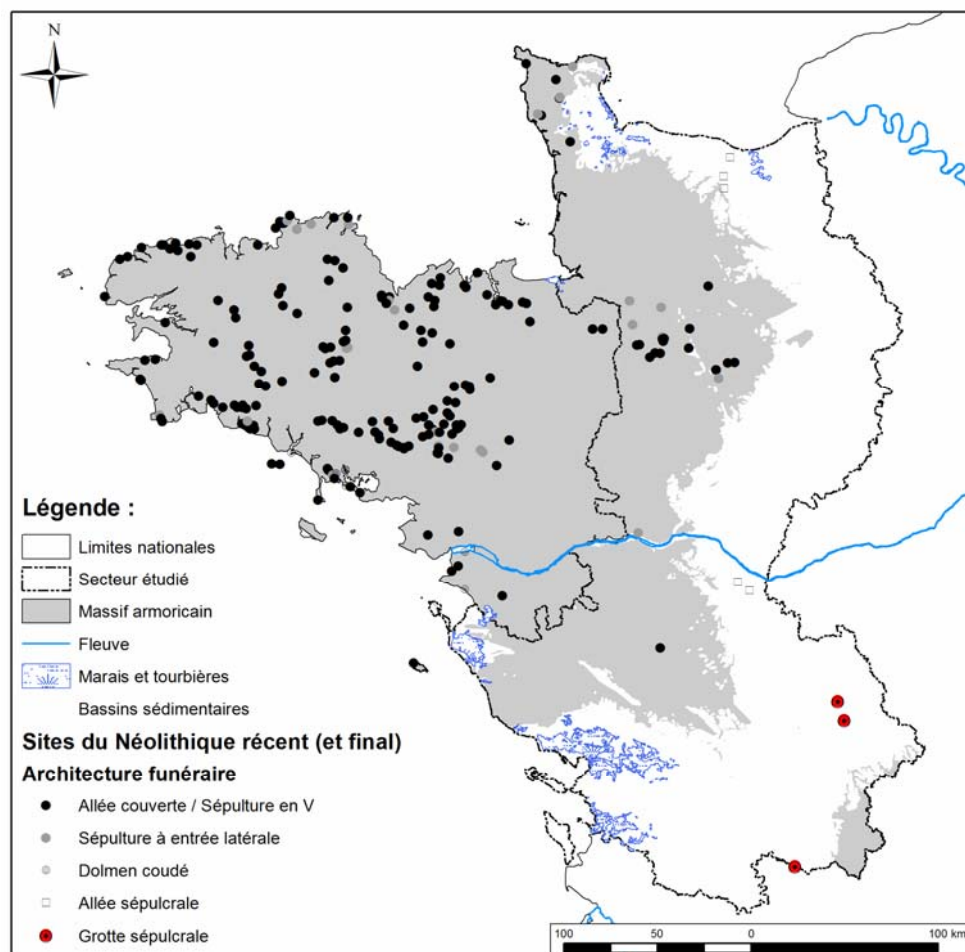 N
Légende :
Limites nationales
Secteur étudié
Massif armoricain
Fleuve
Marais et tourbières
Bassins sédimentaires
Sites du Néolithique récent (et final)
Architecture funéraire
Allée couverte / Sépulture en V
Sépulture à entrée latérale
Dolmen coudé
Allée sépulcrale
Grotte sépulcrale
100 50 0 100 km